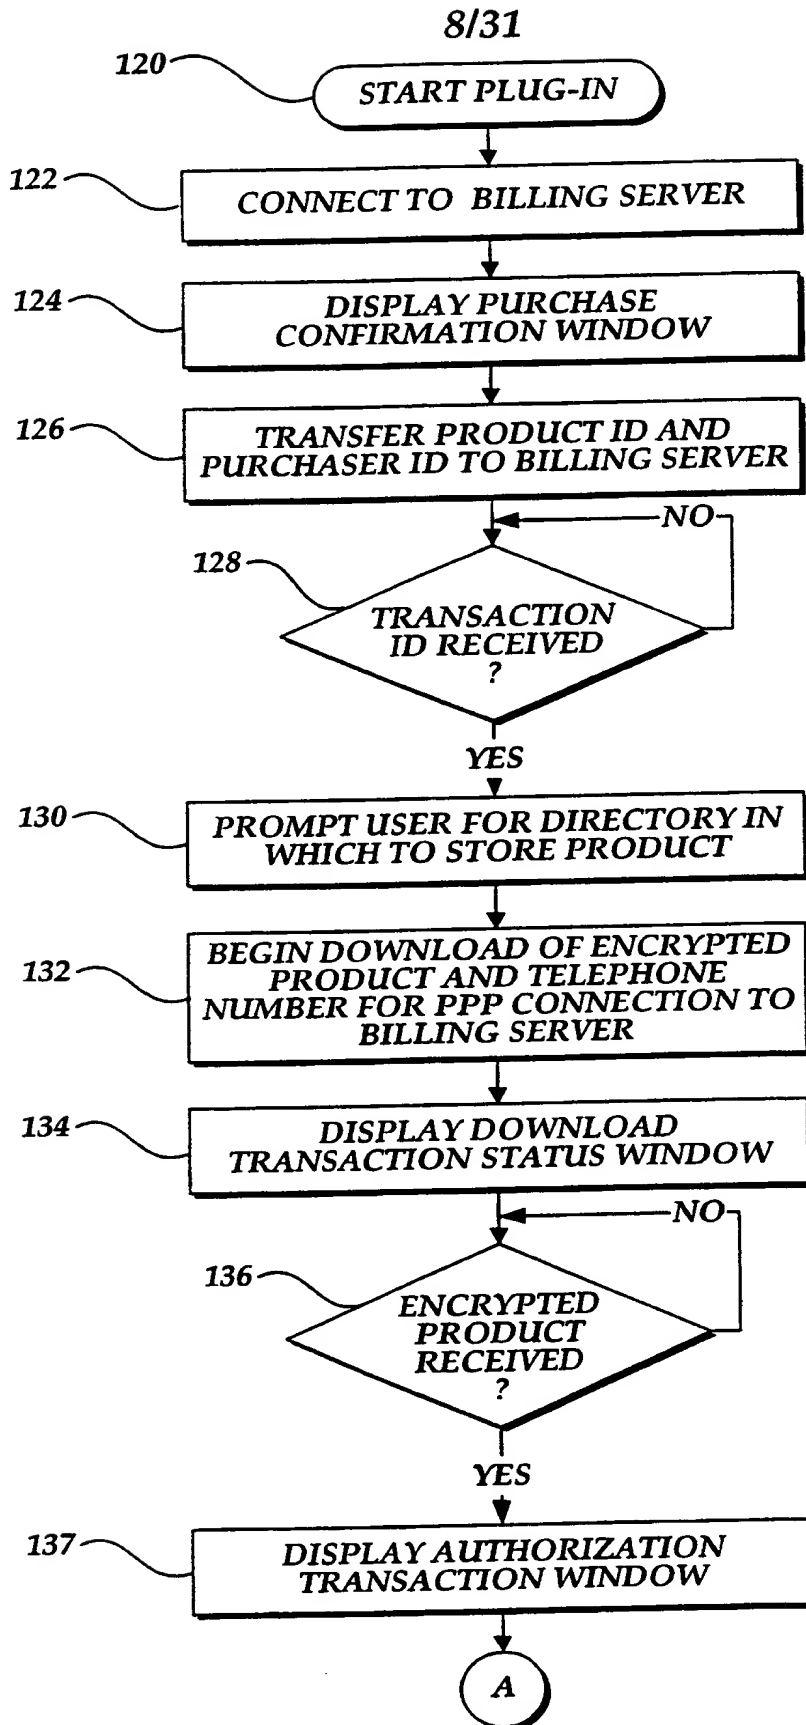 8/31
120
START PLUG-IN
122
CONNECT TO BILLING SERVER
124
DISPLAY PURCHASE
CONFIRMATION WINDOW
126
TRANSFER PRODUCT ID AND
PURCHASER ID TO BILLING SERVER
NO
128
TRANSACTION
ID RECEIVED
?
YES
130
PROMPT USER FOR DIRECTORY IN
WHICH TO STORE PRODUCT
132
BEGIN DOWNLOAD OF ENCRYPTED
PRODUCT AND TELEPHONE
NUMBER FOR PPP CONNECTION TO
BILLING SERVER
134
DISPLAY DOWNLOAD
TRANSACTION STATUS WINDOW
NO
136
ENCRYPTED
PRODUCT
RECEIVED
?
YES
137
DISPLAY AUTHORIZATION
TRANSACTION WINDOW
A